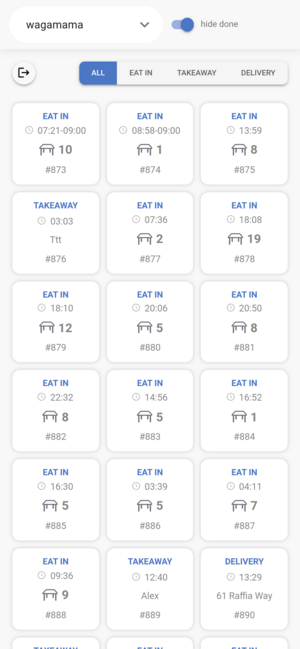 wagamama
hide done
ALL EAT IN TAKEAWAY DELIVERY
EAT IN EAT IN EAT IN
07:21-09:00 08:58-09:00 13:59
10 1 8
#873 #874 #875
TAKEAWAY EAT IN EAT IN
03:03 07:36 18:08
Ttt 2 19
#876 #877 #878
EAT IN EAT IN EAT IN
18:10 20:06 20:50
12 5 8
#879 #880 #881
EAT IN EAT IN EAT IN
22:32 14:56 16:52
8 5 1
#882 #883 #884
EAT IN EAT IN EAT IN
16:30 03:39 04:11
5 5 7
#885 #886 #887
EAT IN TAKEAWAY DELIVERY
09:36 12:40 13:29
9 Alex 61 Raffia Way
#888 #889 #890
TAKEAWAY EAT IN EAT IN